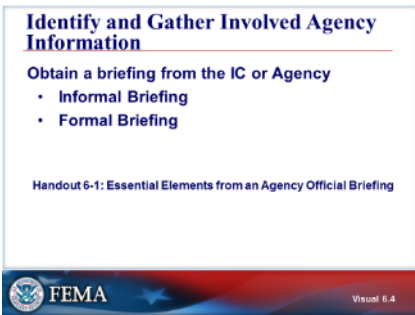 Identify and Gather Involved Agency
Information
Obtain a briefing from the IC or Agency
• Informal Briefing
• Formal Briefing
Handout 6-1: Essential Elements from an Agency Official Briefing
FEMA
Visual 6.4